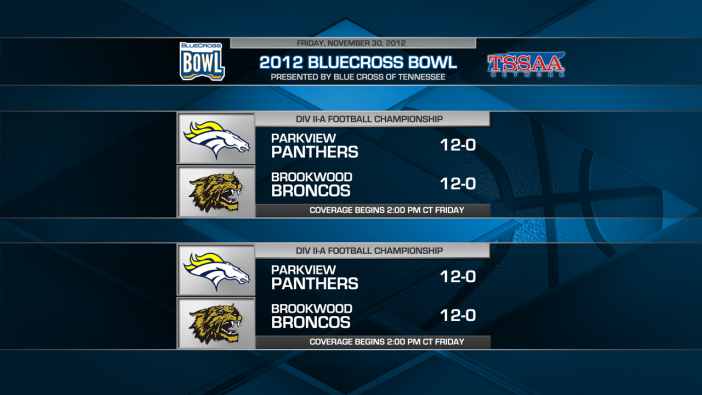 FRIDAY, NOVEMBER 30, 2012
BLUECROSS
BOWL
2012 BLUECROSS BOWL
PRESENTED BY BLUE CROSS OF TENNESSEE
TSSAA
NETWORK
DIV II-A FOOTBALL CHAMPIONSHIP
PARKVIEW
PANTHERS 12-0
BROOKWOOD
BRONCOS 12-0
COVERAGE BEGINS 2:00 PM CT FRIDAY
DIV II-A FOOTBALL CHAMPIONSHIP
PARKVIEW
PANTHERS 12-0
BROOKWOOD
BRONCOS 12-0
COVERAGE BEGINS 2:00 PM CT FRIDAY